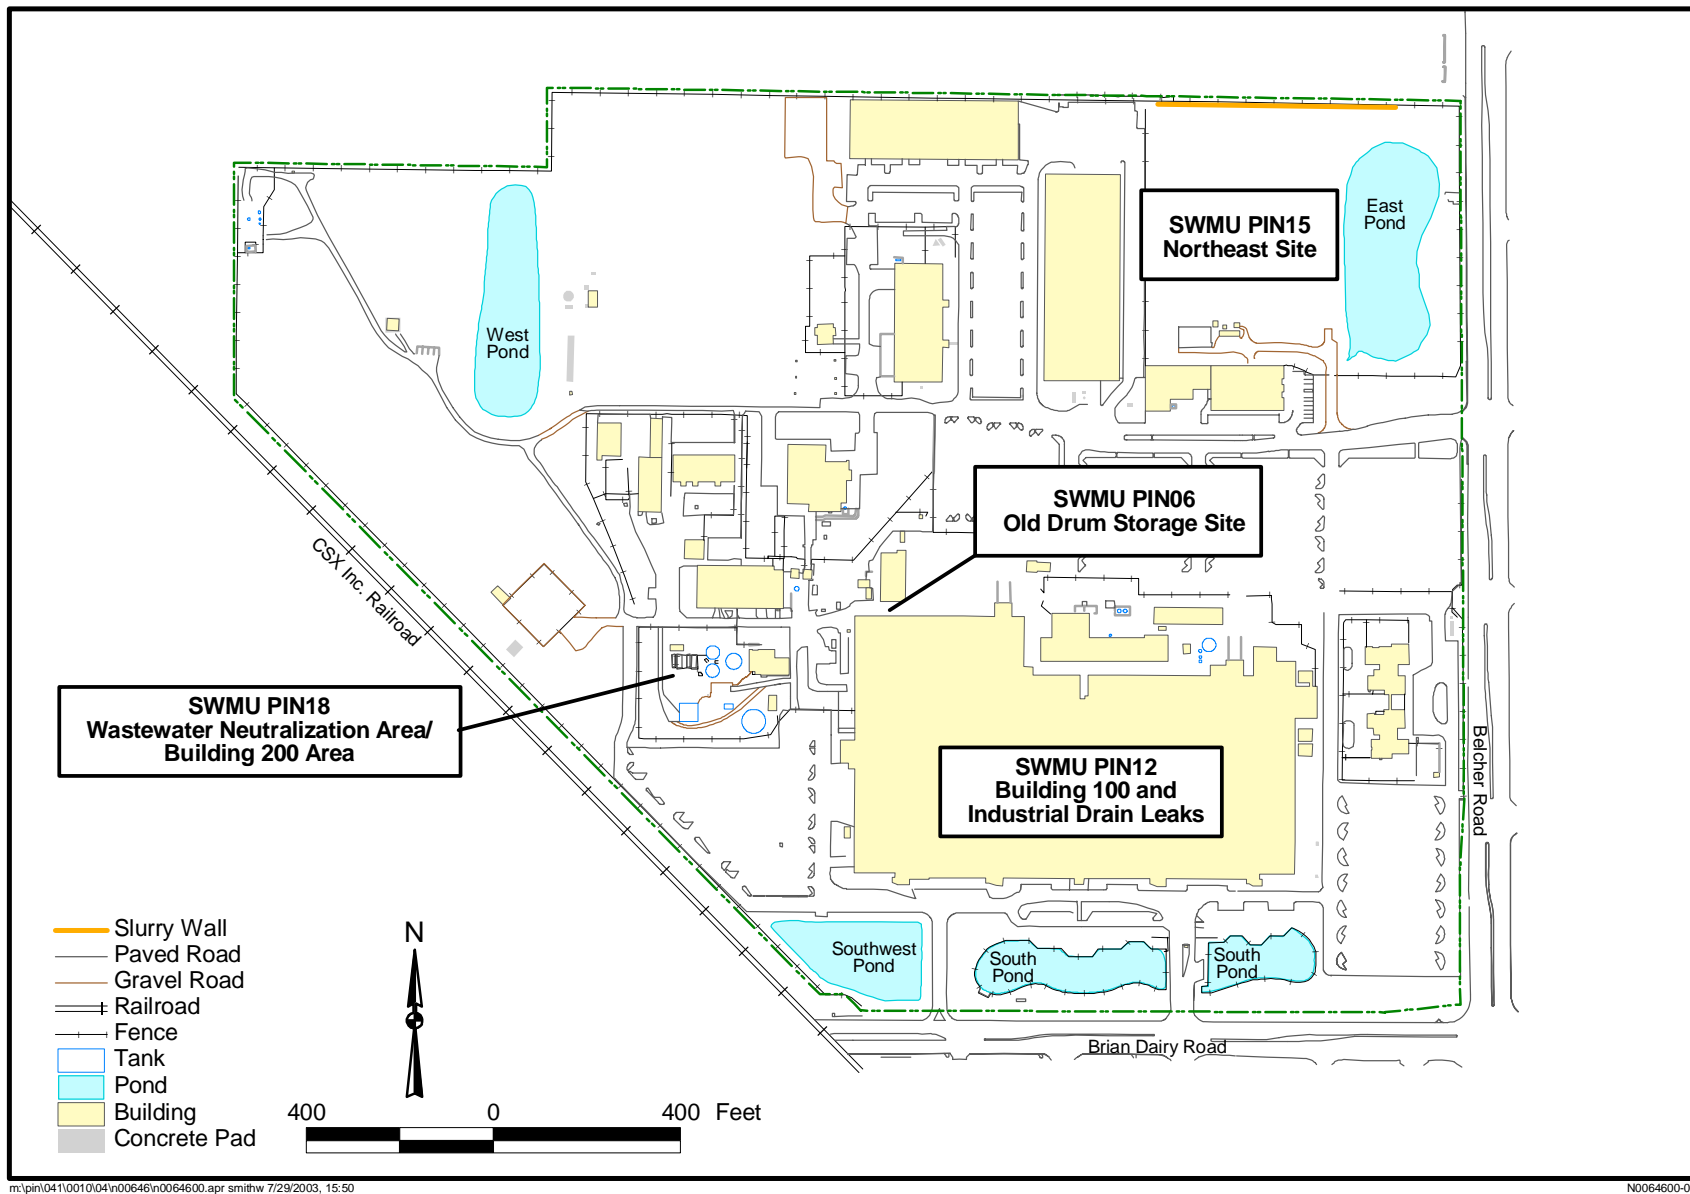 SWMU PIN15
Northeast Site
East
Pond
West
Pond
SWMU PIN06
Old Drum Storage Site
CSX Inc. Railroad
SWMU PIN18
Wastewater Neutralization Area/
Building 200 Area
SWMU PIN12
Building 100 and
Industrial Drain Leaks
Belcher Road
Southwest
Pond
South
Pond
South
Pond
Brian Dairy Road
Slurry Wall
Paved Road
Gravel Road
Railroad
Fence
Tank
Pond
Building
Concrete Pad
N
400 0 400 Feet
m:\pin\041\0010\04\n00646\n0064600.apr smithw 7/29/2003, 15:50
N0064600-0